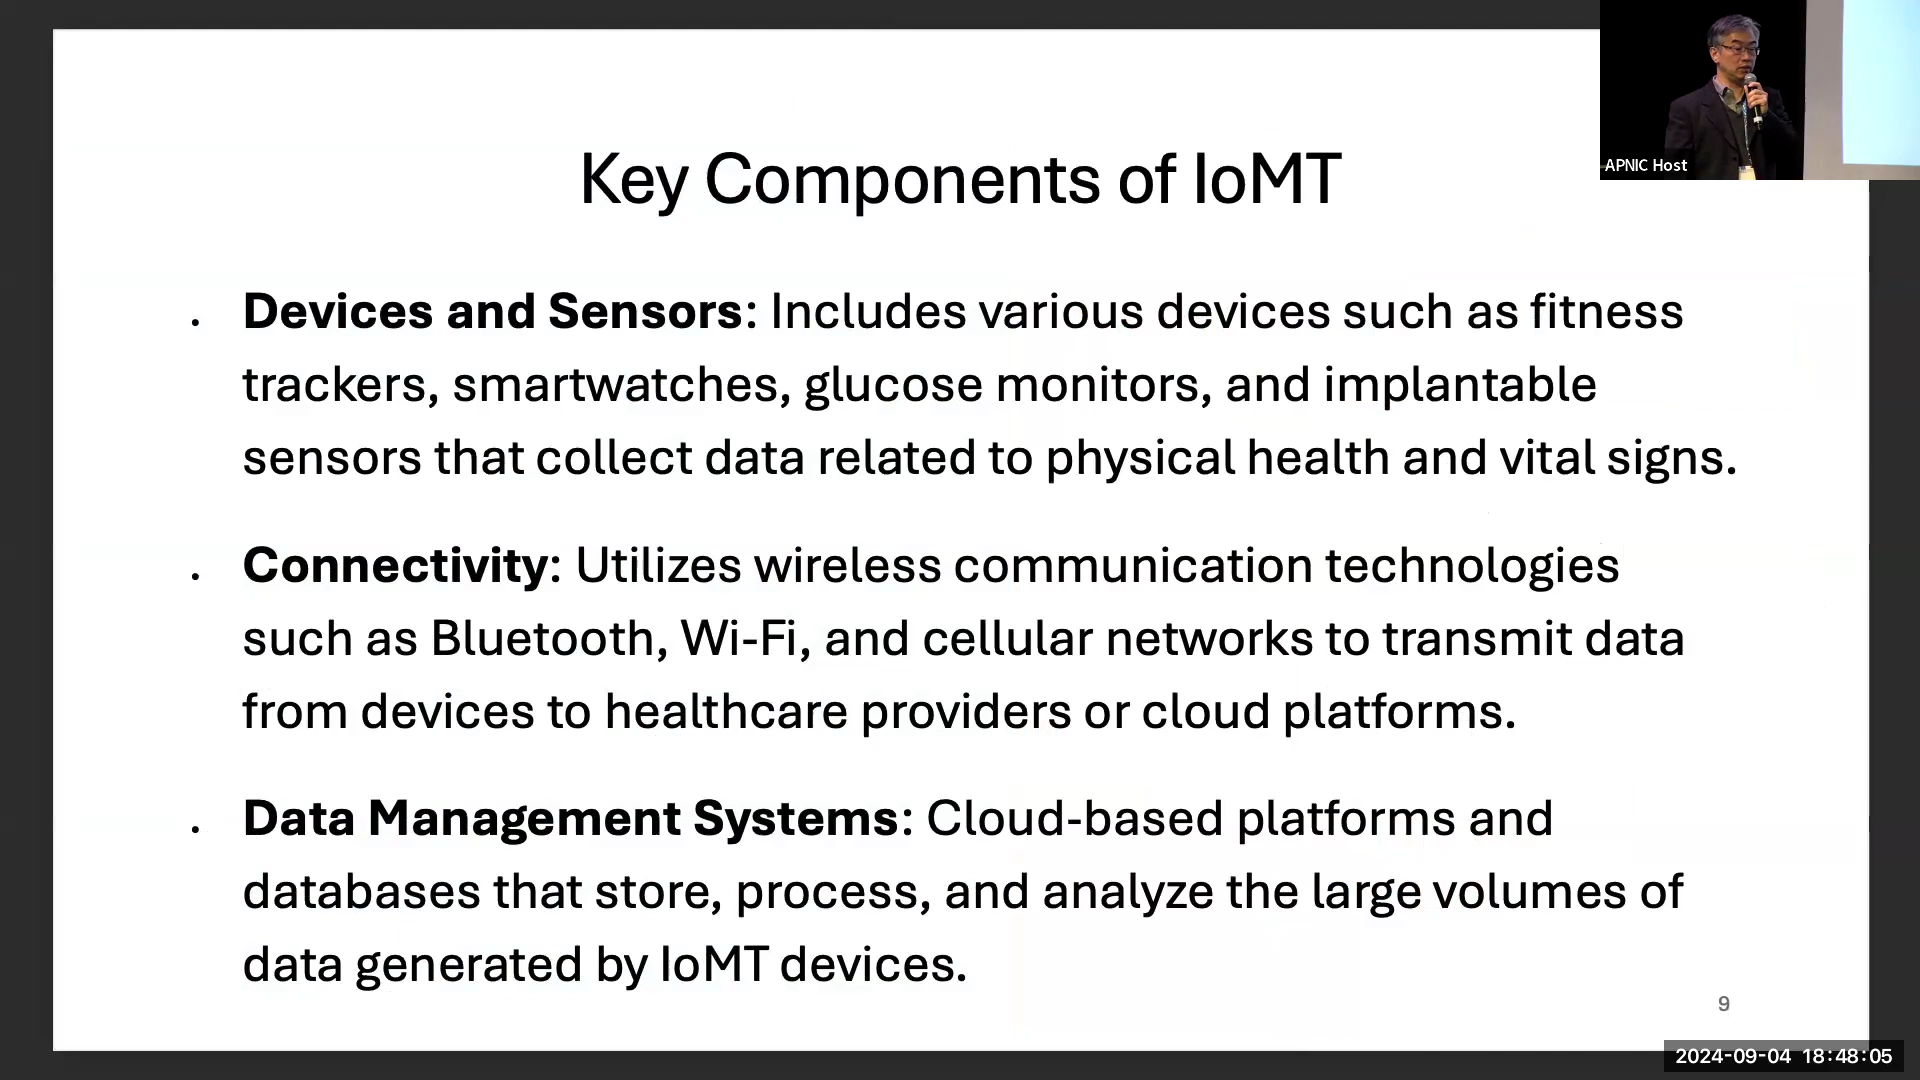 APNIC Host
Key Components of IoMT
• Devices and Sensors: Includes various devices such as fitness
trackers, smartwatches, glucose monitors, and implantable
sensors that collect data related to physical health and vital signs.
• Connectivity: Utilizes wireless communication technologies
such as Bluetooth, Wi-Fi, and cellular networks to transmit data
from devices to healthcare providers or cloud platforms.
• Data Management Systems: Cloud-based platforms and
databases that store, process, and analyze the large volumes of
data generated by IoMT devices.
9
2024-09-04 18:48:05